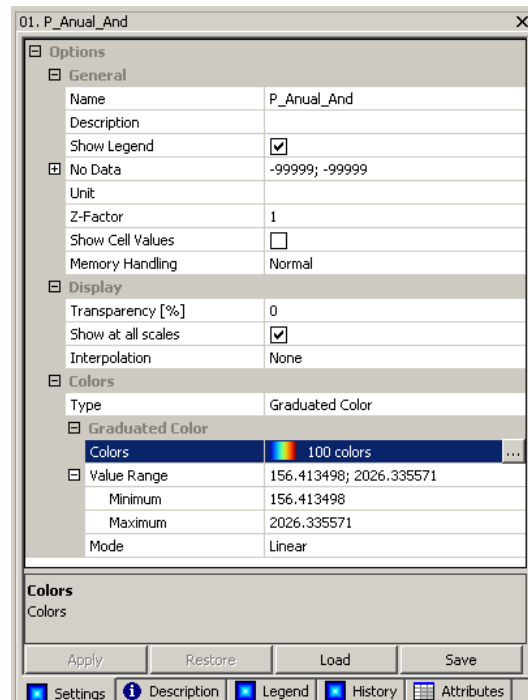 01. P_Anual_And
Options
General
Name P_Anual_And
Description
Show Legend
No Data -99999; -99999
Unit
Z-Factor 1
Show Cell Values
Memory Handling Normal
Display
Transparency [%] 0
Show at all scales
Interpolation None
Colors
Type Graduated Color
Graduated Color
Colors 100 colors ...
Value Range 156.413498; 2026.335571
Minimum 156.413498
Maximum 2026.335571
Mode Linear
Colors
Colors
Apply Restore Load Save
Settings Description Legend History Attributes